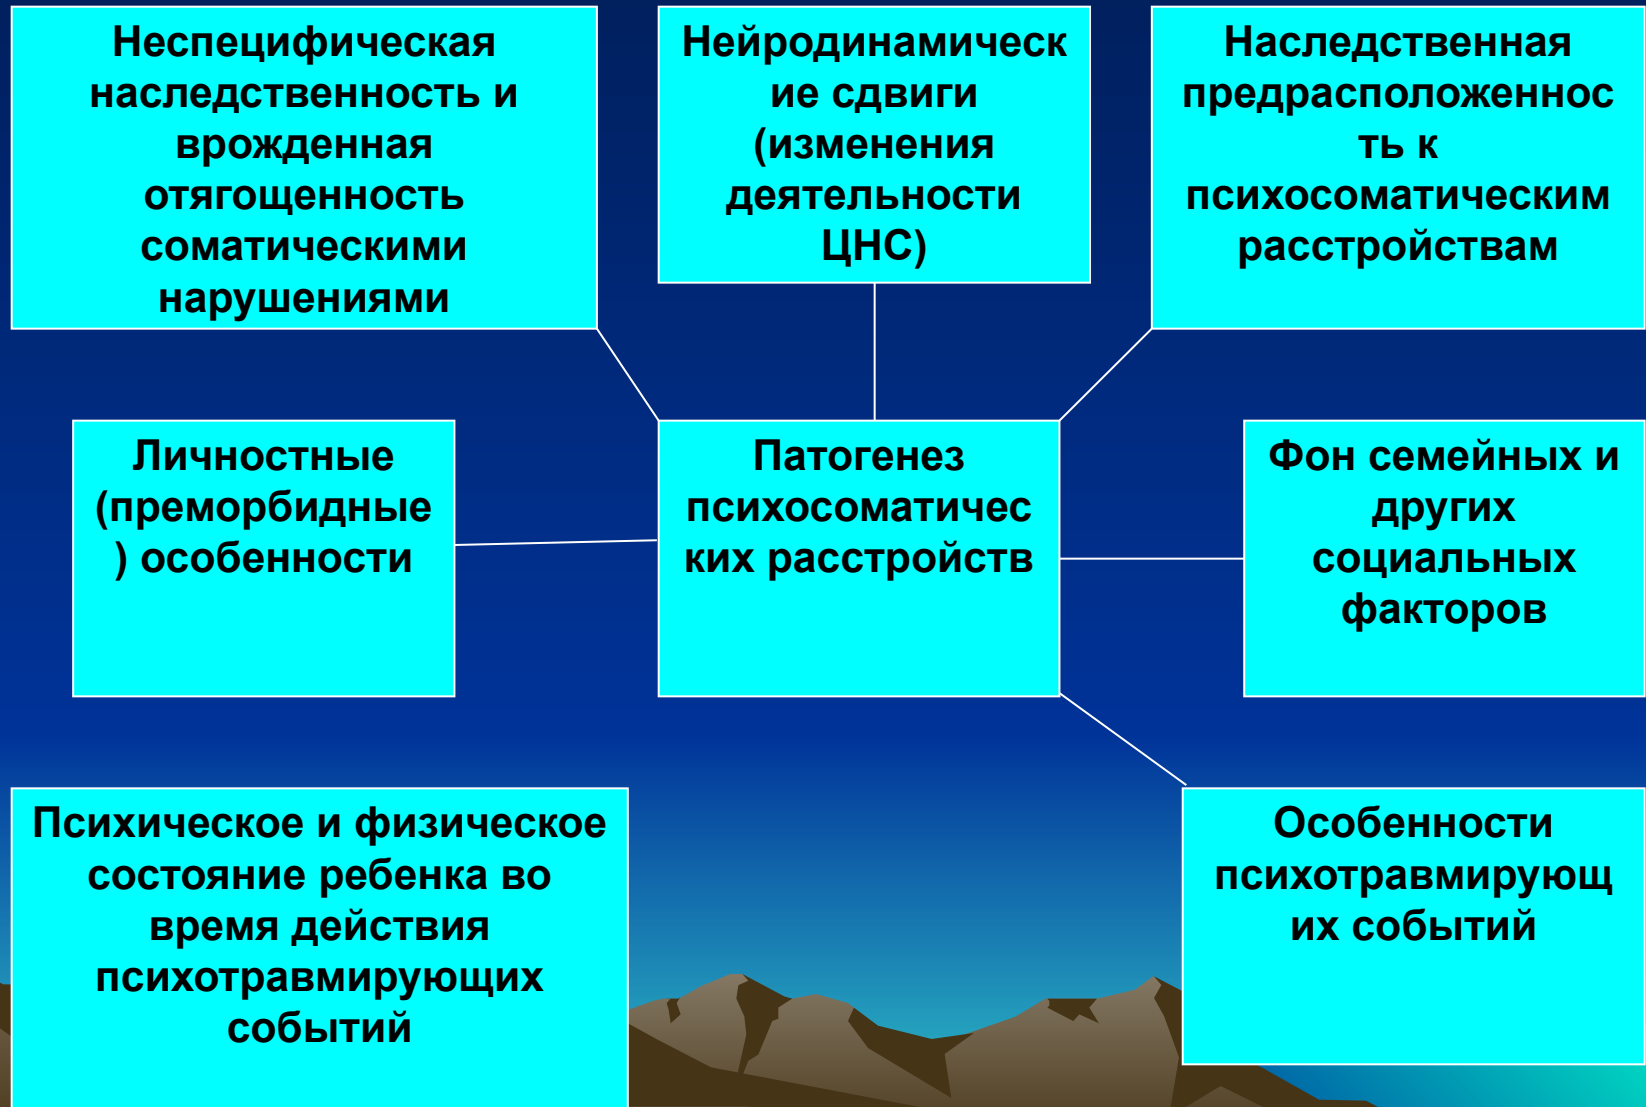 Неспецифическая
наследственность и
врожденная
отягощенность
соматическими
нарушениями
Нейродинамическ
ие сдвиги
(изменения
деятельности
ЦНС)
Наследственная
предрасположеннос
ть к
психосоматическим
расстройствам
Личностные
(преморбидные
) особенности
Патогенез
психосоматичес
ких расстройств
Фон семейных и
других
социальных
факторов
Психическое и физическое
состояние ребенка во
время действия
психотравмирующих
событий
Особенности
психотравмирующ
их событий